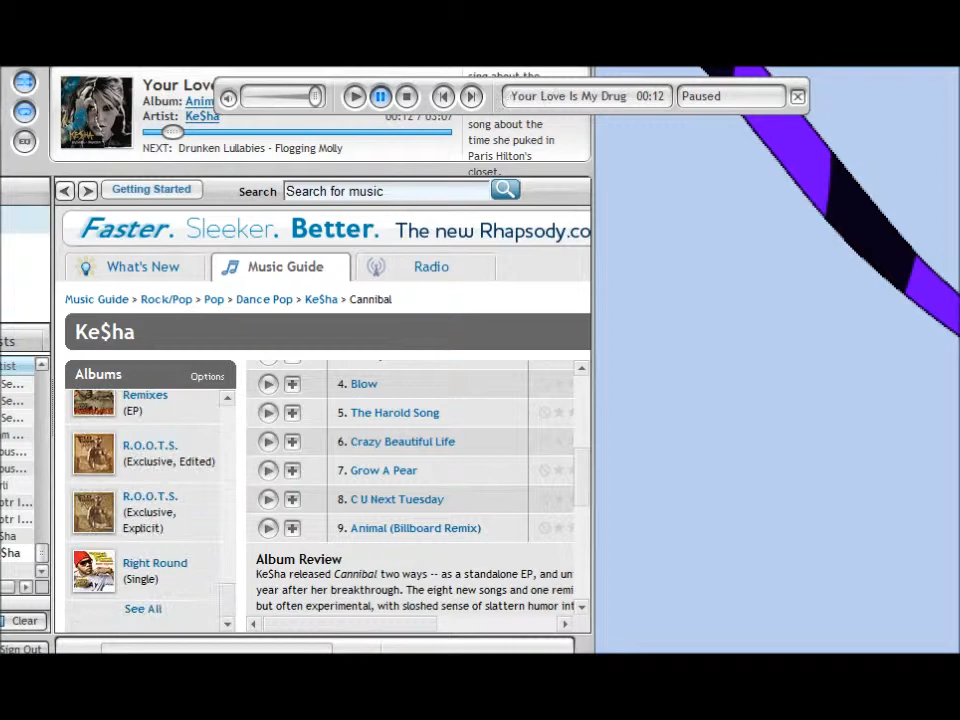 Your Love
Album: Anim
Artist: Ke$ha
00:12 / 03:07
Your Love Is My Drug 00:12
Paused
song about the
time she puked in
Paris Hilton's
closet.
NEXT: Drunken Lullabies - Flogging Molly
EQ
Getting Started
Search
Search for music
Faster. Sleeker. Better. The new Rhapsody.co
What's New
Music Guide
Radio
Music Guide > Rock/Pop > Pop > Dance Pop > Ke$ha > Cannibal
Ke$ha
Albums
Options
Remixes
(EP)
R.O.O.T.S.
(Exclusive, Edited)
R.O.O.T.S.
(Exclusive,
Explicit)
Right Round
(Single)
See All
4. Blow
5. The Harold Song
6. Crazy Beautiful Life
7. Grow A Pear
8. C U Next Tuesday
9. Animal (Billboard Remix)
Album Review
Ke$ha released Cannibal two ways -- as a standalone EP, and un
year after her breakthrough. The eight new songs and one remi
but often experimental, with sloshed sense of slattern humor int
Clear
Sign Out